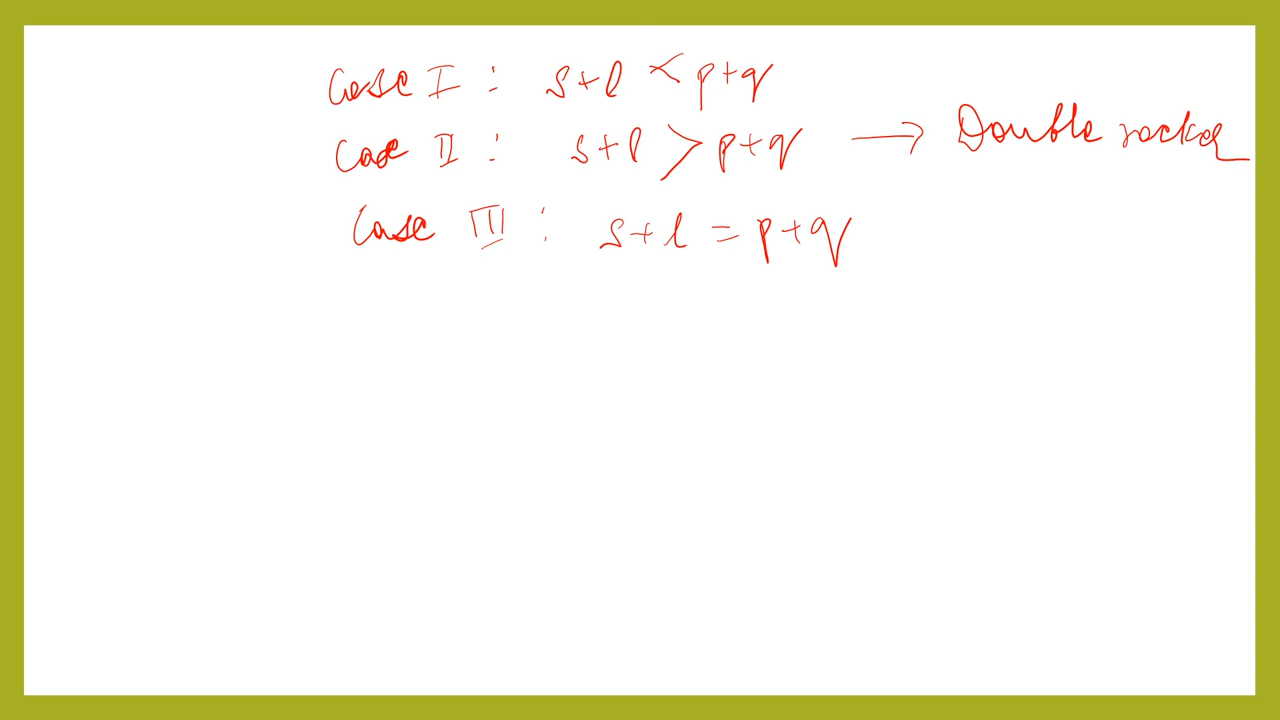 Case I : s+l < p+q
Case II : s+l > p+q → Double rocker
Case III : s+l = p+q